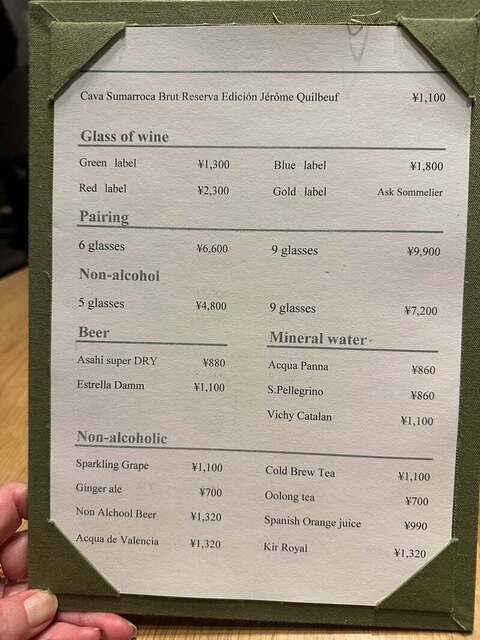 Cava Sumarroca Brut Reserva Edición Jérôme Quilbeuf ¥1,100
Glass of wine
Green label ¥1,300 Blue label ¥1,800
Red label ¥2,300 Gold label Ask Sommelier
Pairing
6 glasses ¥6,600 9 glasses ¥9,900
Non-alcohol
5 glasses ¥4,800 9 glasses ¥7,200
Beer Mineral water
Asahi super DRY ¥880 Acqua Panna ¥860
Estrella Damm ¥1,100 S.Pellegrino ¥860
Vichy Catalan ¥1,100
Non-alcoholic
Sparkling Grape ¥1,100 Cold Brew Tea ¥1,100
Ginger ale ¥700 Oolong tea ¥700
Non Alchool Beer ¥1,320 Spanish Orange juice ¥990
Acqua de Valencia ¥1,320 Kir Royal ¥1,320